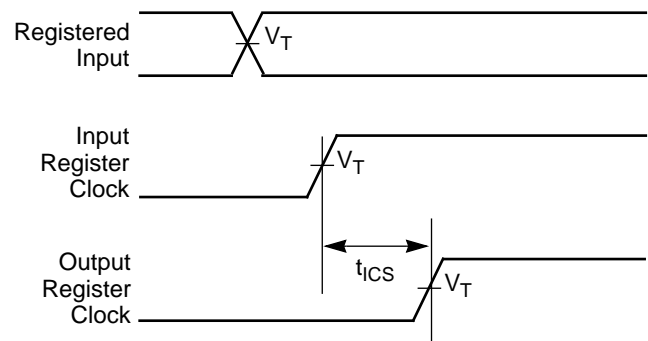 Registered
Input
V_T
Input
Register
Clock
V_T
t_ICS
Output
Register
Clock
V_T